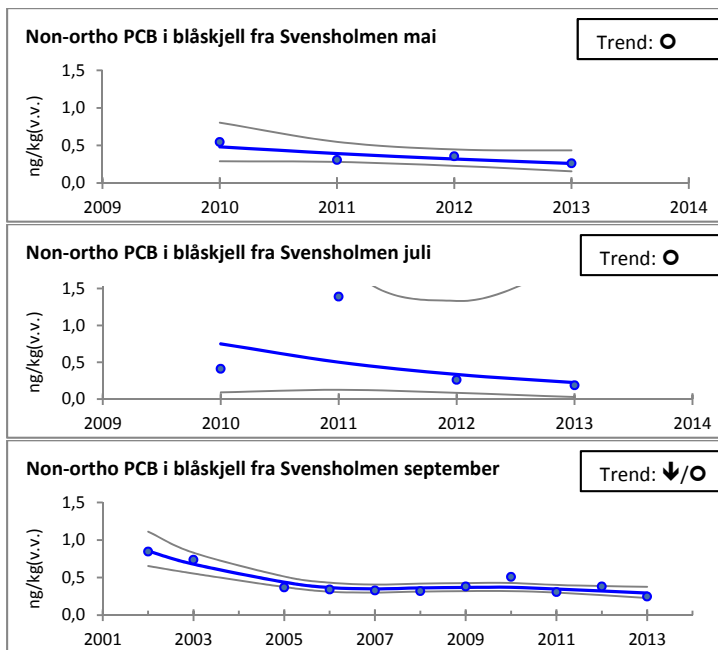 Non-ortho PCB i blåskjell fra Svensholmen mai
Trend: O
ng/kg(v.v.)
1,5
1,0
0,5
0,0
2009 2010 2011 2012 2013 2014
Non-ortho PCB i blåskjell fra Svensholmen juli
Trend: O
ng/kg(v.v.)
1,5
1,0
0,5
0,0
2009 2010 2011 2012 2013 2014
Non-ortho PCB i blåskjell fra Svensholmen september
Trend: ↓/O
ng/kg(v.v.)
1,5
1,0
0,5
0,0
2001 2003 2005 2007 2009 2011 2013